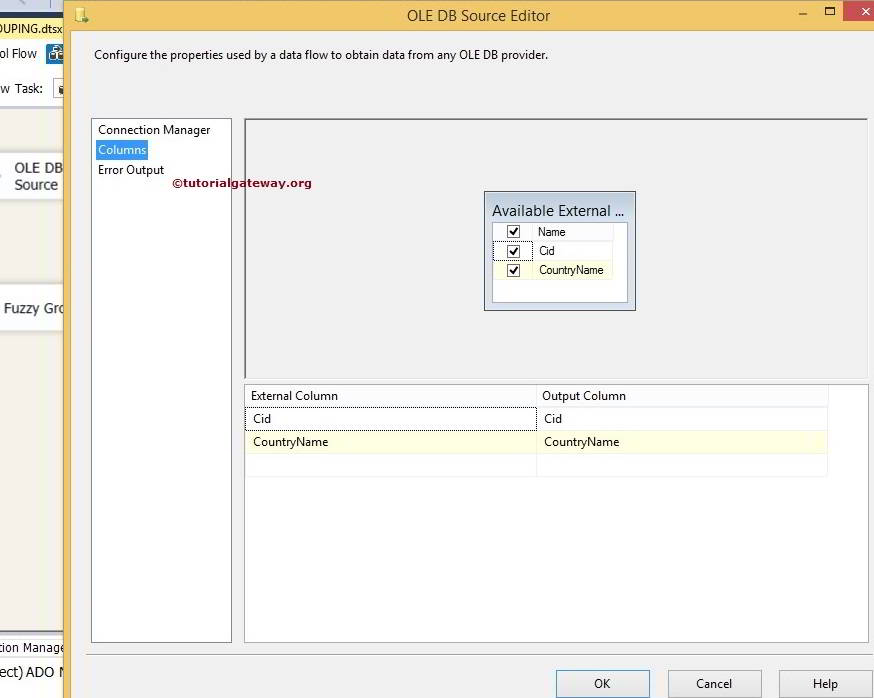 OLE DB Source Editor
OUPING.dtsx
ol Flow
w Task:
OLE DB
Source
Fuzzy Gro
tion Manage
ect) ADO N
Configure the properties used by a data flow to obtain data from any OLE DB provider.
Connection Manager
Columns
Error Output
©tutorialgateway.org
Available External ...
Name
Cid
CountryName
External Column Output Column
Cid Cid
CountryName CountryName
OK Cancel Help